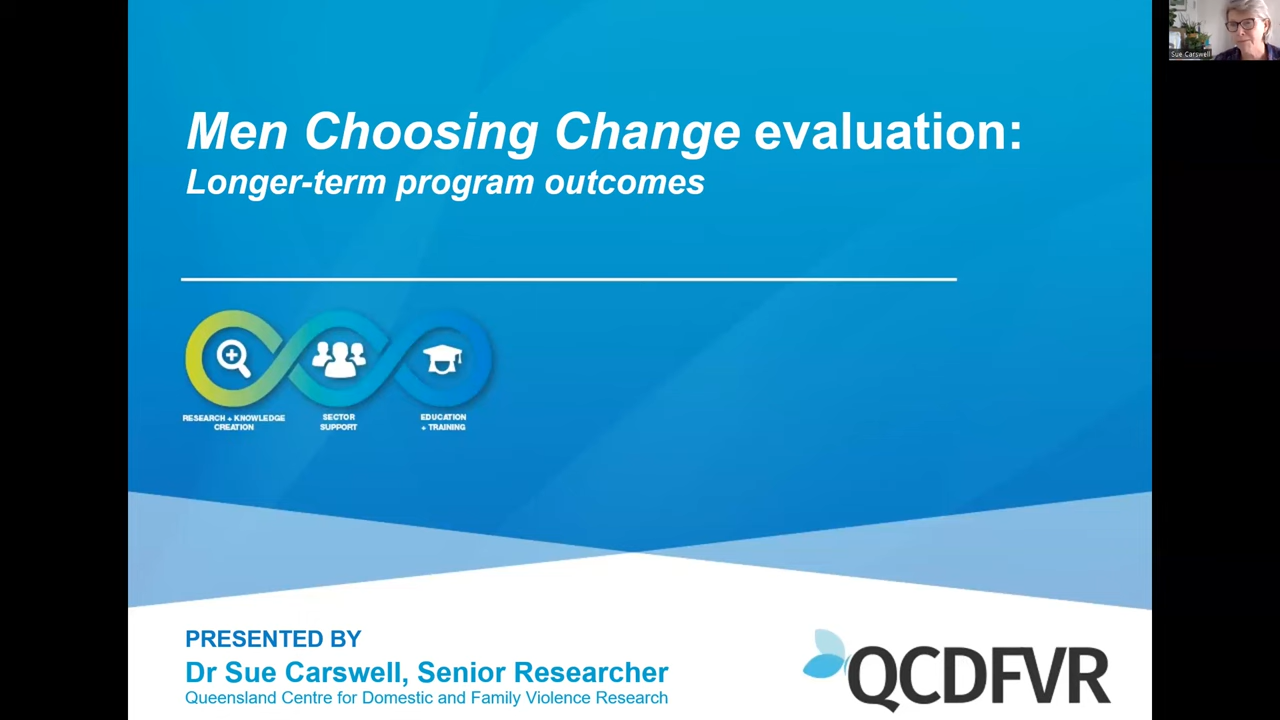 Sue Carswell
Men Choosing Change evaluation:
Longer-term program outcomes
RESEARCH + KNOWLEDGE
CREATION
SECTOR
SUPPORT
EDUCATION
+ TRAINING
PRESENTED BY
Dr Sue Carswell, Senior Researcher
Queensland Centre for Domestic and Family Violence Research
QCDFVR